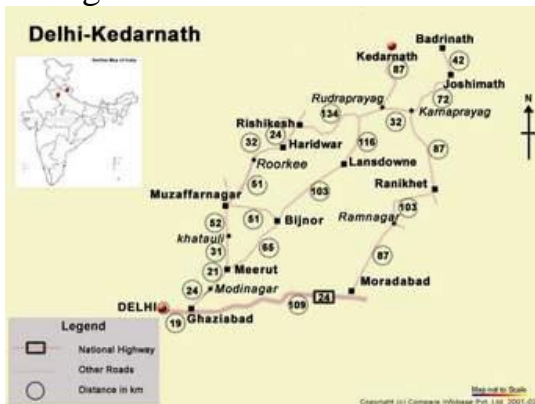 Delhi-Kedarnath
Badrinath
Kedarnath
42
87
Joshimath
72
Rudraprayag
Karnaprayag
N
134
32
Rishikesh
24
Haridwar
116
32
Roorkee
Lansdowne
87
51
103
Ranikhet
Muzaffarnagar
103
51
Bijnor
Ramnagar
52
khatauli
65
31
87
21
Meerut
24
Modinagar
Moradabad
DELHI
109
24
19
Ghaziabad
Legend
National Highway
Other Roads
Distance in km
Map not to Scale